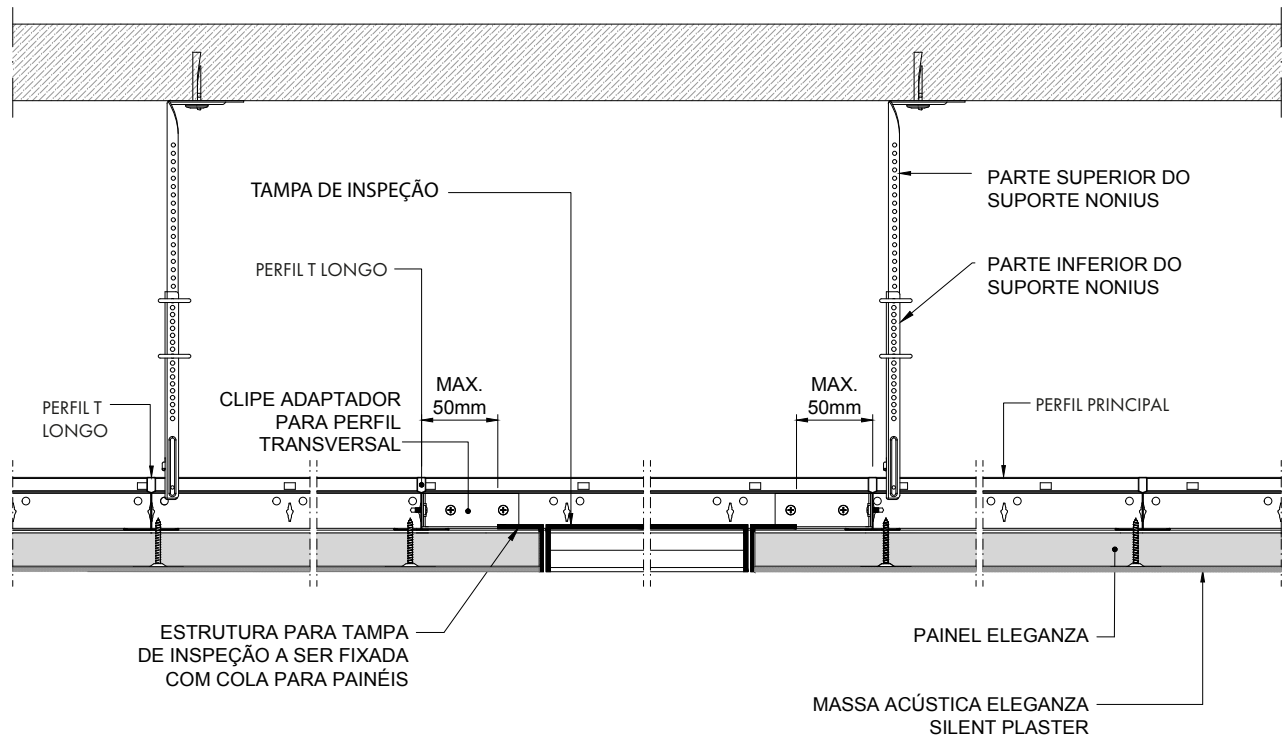 TAMPA DE INSPEÇÃO
PARTE SUPERIOR DO
SUPORTE NONIUS
PERFIL T LONGO
PARTE INFERIOR DO
SUPORTE NONIUS
PERFIL T
LONGO
CLIPE ADAPTADOR
PARA PERFIL
TRANSVERSAL
MAX.
50mm
MAX.
50mm
PERFIL PRINCIPAL
ESTRUTURA PARA TAMPA
DE INSPEÇÃO A SER FIXADA
COM COLA PARA PAINÉIS
PAINEL ELEGANZA
MASSA ACÚSTICA ELEGANZA
SILENT PLASTER